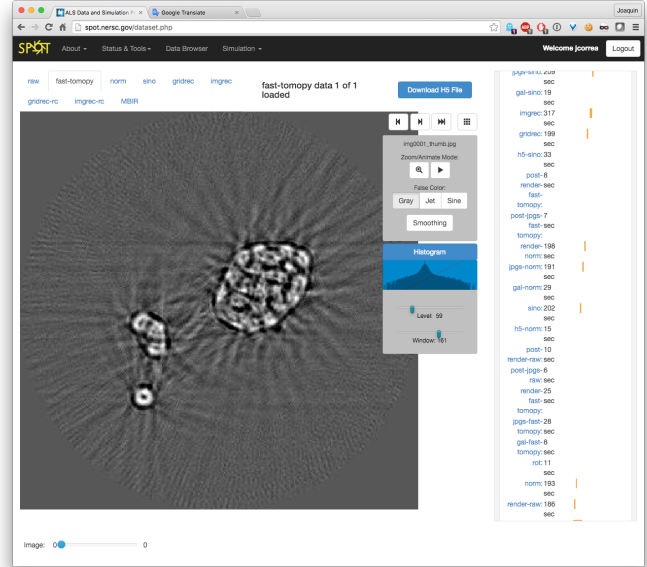 ALS Data and Simulation Po
Google Translate
Joaquin
spot.nersc.gov/dataset.php
SPOT
About
Status & Tools
Data Browser
Simulation
Welcome jcorrea
Logout
raw
fast-tomopy
norm
sino
gridrec
imgrec
gridrec-rc
imgrec-rc
MBIR
fast-tomopy data 1 of 1
loaded
Download H5 File
img0001_thumb.jpg
Zoom/Animate Mode:
False Color:
Gray
Jet
Sine
Smoothing
Histogram
Level: 59
Window: 161
Image: 0
0
jpgs-sino: 209
sec
gal-sino: 19
sec
imgrec: 317
sec
gridrec: 199
sec
h5-sino: 33
sec
post- 8
render- sec
fast-
tomopy:
post-jpgs- 7
fast- sec
tomopy:
render- 198
norm: sec
jpgs-norm: 191
sec
gal-norm: 29
sec
sino: 202
sec
h5-norm: 15
sec
post- 10
render-raw: sec
post-jpgs- 6
raw: sec
render- 25
fast- sec
tomopy:
jpgs-fast- 28
tomopy: sec
gal-fast- 8
tomopy: sec
rot: 11
sec
norm: 193
sec
render-raw: 186
sec